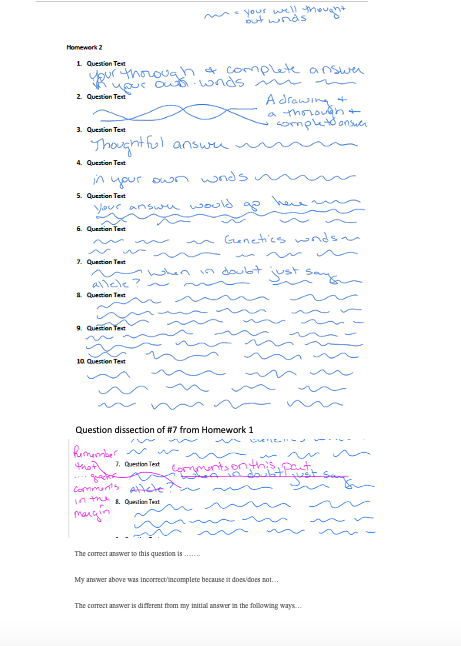 = your well thought
out words
Homework 2
1. Question Text
your thorough & complete answer
in your own words
2. Question Text
A drawing +
a thorough +
complete answer
3. Question Text
Thoughtful answer
4. Question Text
in your own words
5. Question Text
Your answer would go here
6. Question Text
Genetics words
7. Question Text
when in doubt just say
allele?
8. Question Text
9. Question Text
10. Question Text
Question dissection of #7 from Homework 1
Remember
that
comments
in the
margin
7. Question Text
comments on this part
when in doubt just say
allele?
8. Question Text
The correct answer to this question is .......
My answer above was incorrect/incomplete because it does/does not...
The correct answer is different from my initial answer in the following ways...